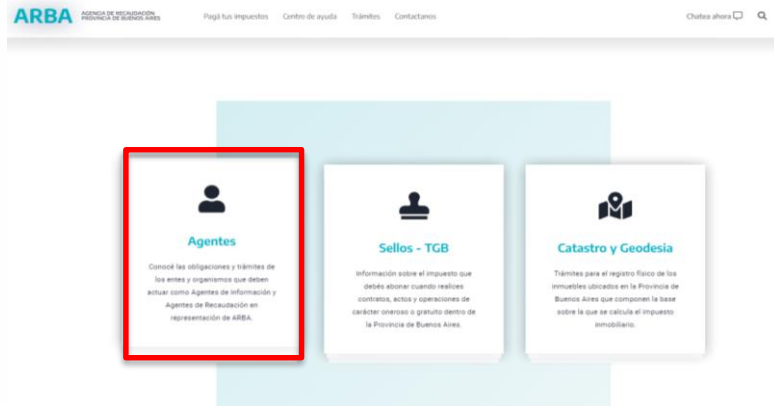 ARBA AGENCIA DE RECAUDACIÓN
PROVINCIA DE BUENOS AIRES
Pagá tus impuestos Centro de ayuda Trámites Contactanos Chatea ahora
Agentes
Conocé las obligaciones y trámites de
los entes y organismos que deben
actuar como Agentes de Información y
Agentes de Recaudación en
representación de ARBA.
Sellos - TGB
Información sobre el impuesto que
debés abonar cuando realices
contratos, actos y operaciones de
carácter oneroso o gratuito dentro de
la Provincia de Buenos Aires.
Catastro y Geodesia
Trámites para el registro físico de los
inmuebles ubicados en la Provincia de
Buenos Aires que componen la base
sobre la que se calcula el impuesto
inmobiliario.